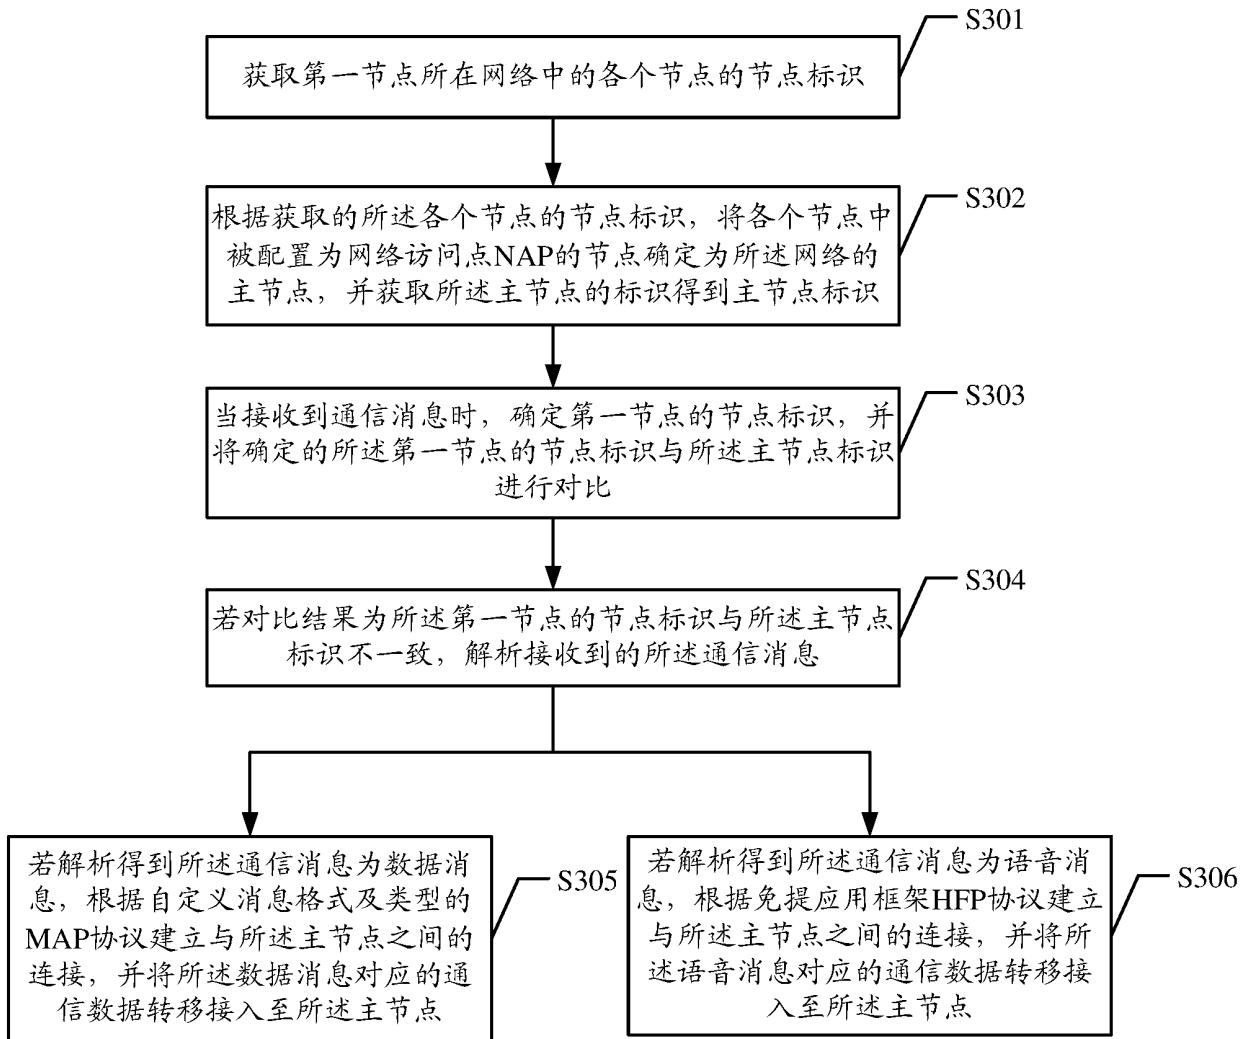 S301
获取第一节点所在网络中的各个节点的节点标识
S302
根据获取的所述各个节点的节点标识，将各个节点中
被配置为网络访问点NAP的节点确定为所述网络的
主节点，并获取所述主节点的标识得到主节点标识
S303
当接收到通信消息时，确定第一节点的节点标识，并
将确定的所述第一节点的节点标识与所述主节点标识
进行对比
S304
若对比结果为所述第一节点的节点标识与所述主节点
标识不一致，解析接收到的所述通信消息
若解析得到所述通信消息为数据消
息，根据自定义消息格式及类型的
MAP协议建立与所述主节点之间的
连接，并将所述数据消息对应的通
信数据转移接入至所述主节点
S305
若解析得到所述通信消息为语音消
息，根据免提应用框架HFP协议建立
与所述主节点之间的连接，并将所
述语音消息对应的通信数据转移接
入至所述主节点
S306